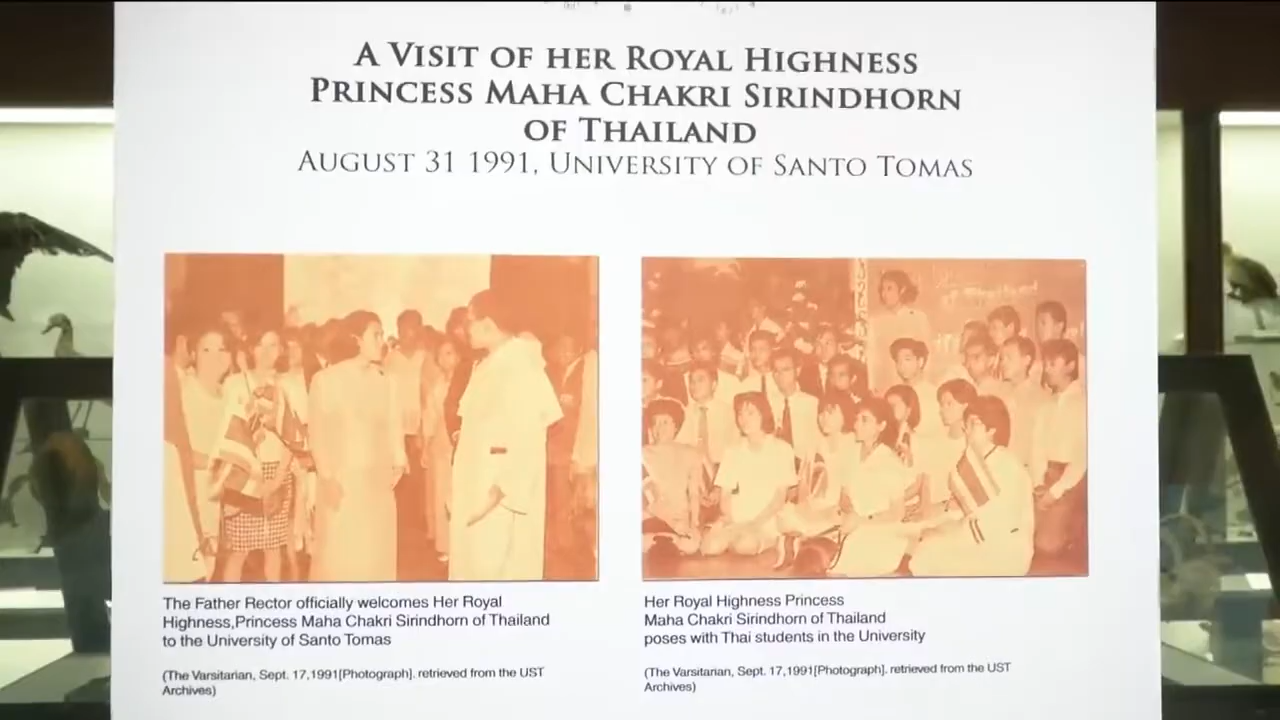 A VISIT OF HER ROYAL HIGHNESS
PRINCESS MAHA CHAKRI SIRINDHORN
OF THAILAND
AUGUST 31 1991, UNIVERSITY OF SANTO TOMAS
The Father Rector officially welcomes Her Royal
Highness,Princess Maha Chakri Sirindhorn of Thailand
to the University of Santo Tomas
(The Varsitarian, Sept. 17,1991[Photograph]. retrieved from the UST
Archives)
Her Royal Highness Princess
Maha Chakri Sirindhorn of Thailand
poses with Thai students in the University
(The Varsitarian, Sept. 17,1991[Photograph]. retrieved from the UST
Archives)